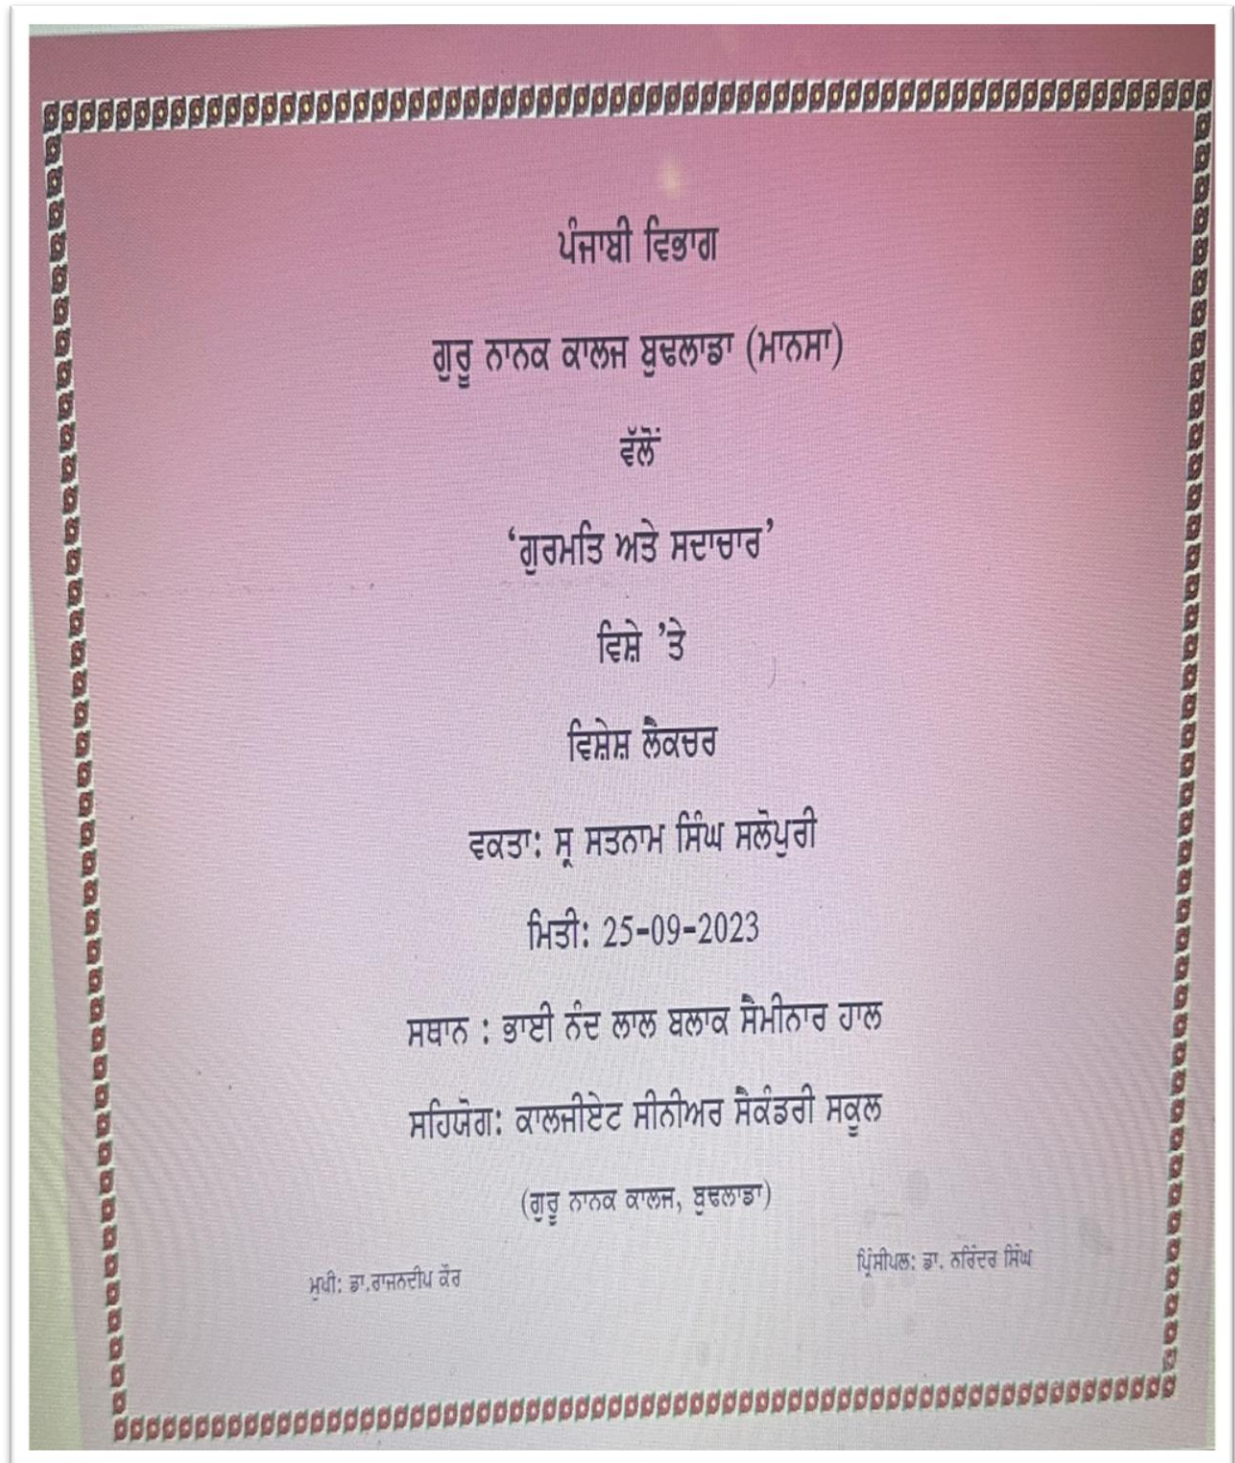 ਪੰਜਾਬੀ ਵਿਭਾਗ
ਗੁਰੂ ਨਾਨਕ ਕਾਲਜ ਬੁਢਲਾਡਾ (ਮਾਨਸਾ)
ਵੱਲੋਂ
‘ਗੁਰਮਤਿ ਅਤੇ ਸਦਾਚਾਰ’
ਵਿਸ਼ੇ ’ਤੇ
ਵਿਸ਼ੇਸ਼ ਲੈਕਚਰ
ਵਕਤਾ: ਸ੍ਰ ਸਤਨਾਮ ਸਿੰਘ ਸਲੋਪੁਰੀ
ਮਿਤੀ: 25-09-2023
ਸਥਾਨ : ਭਾਈ ਨੰਦ ਲਾਲ ਬਲਾਕ ਸੈਮੀਨਾਰ ਹਾਲ
ਸਹਿਯੋਗ: ਕਾਲਜੀਏਟ ਸੀਨੀਅਰ ਸੈਕੰਡਰੀ ਸਕੂਲ
(ਗੁਰੂ ਨਾਨਕ ਕਾਲਜ, ਬੁਢਲਾਡਾ)
ਮੁਖੀ: ਡਾ.ਰਾਜਨਦੀਪ ਕੌਰ
ਪ੍ਰਿੰਸੀਪਲ: ਡਾ. ਨਰਿੰਦਰ ਸਿੰਘ